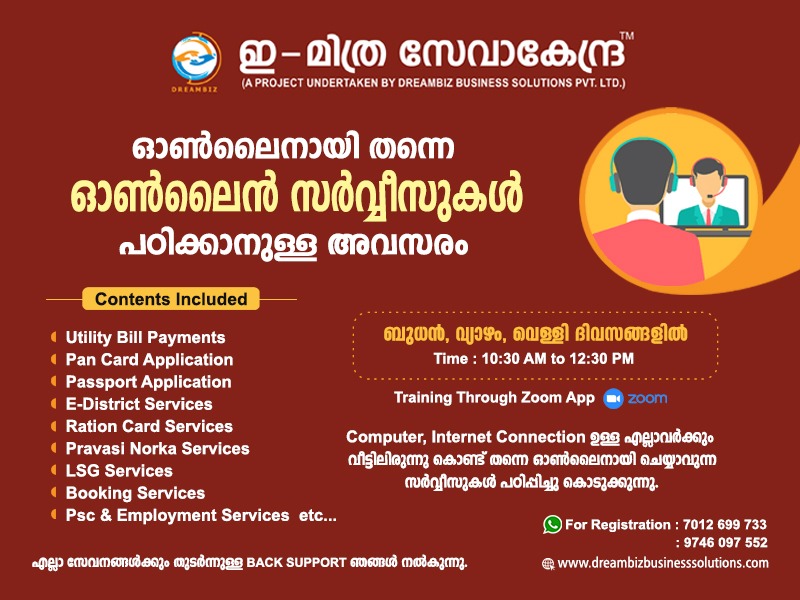 DREAMBIZ
ഇ-മിത്ര സേവാകേന്ദ്ര TM
(A PROJECT UNDERTAKEN BY DREAMBIZ BUSINESS SOLUTIONS PVT. LTD.)
ഓൺലൈനായി തന്നെ
ഓൺലൈൻ സർവ്വീസുകൾ
പഠിക്കാനുള്ള അവസരം
Contents Included
Utility Bill Payments
Pan Card Application
Passport Application
E-District Services
Ration Card Services
Pravasi Norka Services
LSG Services
Booking Services
Psc & Employment Services etc...
ബുധൻ, വ്യാഴം, വെള്ളി ദിവസങ്ങളിൽ
Time : 10:30 AM to 12:30 PM
Training Through Zoom App zoom
Computer, Internet Connection ഉള്ള എല്ലാവർക്കും
വീട്ടിലിരുന്നു കൊണ്ട് തന്നെ ഓൺലൈനായി ചെയ്യാവുന്ന
സർവ്വീസുകൾ പഠിപ്പിച്ചു കൊടുക്കുന്നു.
For Registration : 7012 699 733
: 9746 097 552
എല്ലാ സേവനങ്ങൾക്കും തുടർന്നുള്ള BACK SUPPORT ഞങ്ങൾ നൽകുന്നു.
www.dreambizbusinesssolutions.com